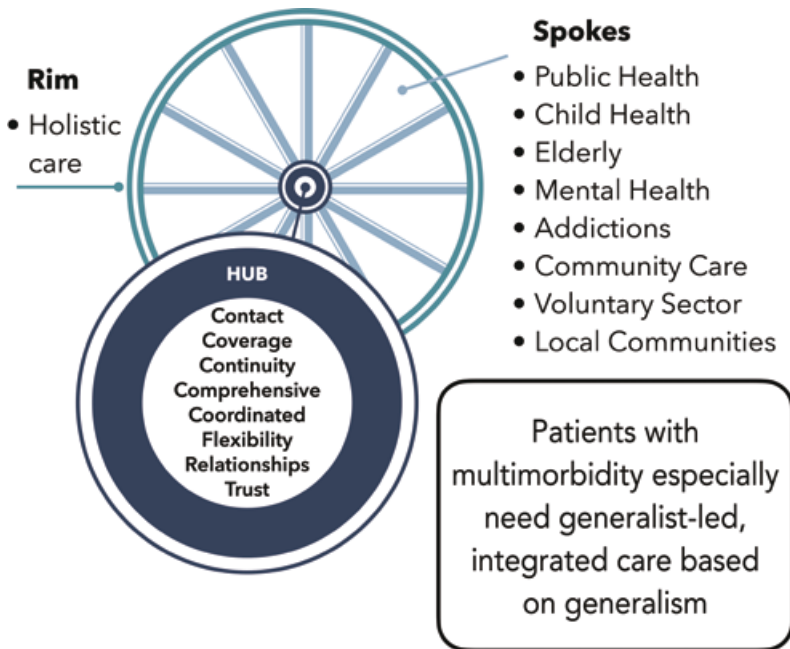 Rim
• Holistic
care
Spokes
• Public Health
• Child Health
• Elderly
• Mental Health
• Addictions
• Community Care
• Voluntary Sector
• Local Communities
HUB
Contact
Coverage
Continuity
Comprehensive
Coordinated
Flexibility
Relationships
Trust
Patients with
multimorbidity especially
need generalist-led,
integrated care based
on generalism